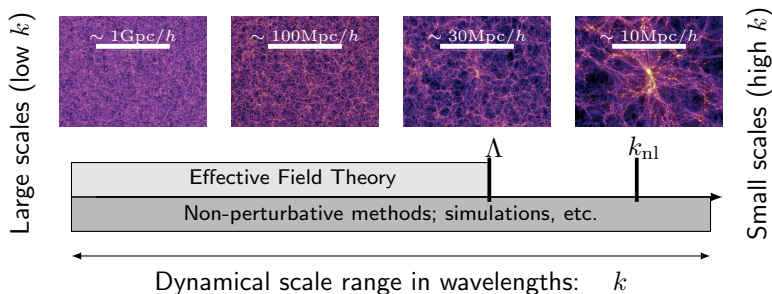 Large scales (low k)
∼ 1Gpc/h
∼ 100Mpc/h
∼ 30Mpc/h
∼ 10Mpc/h
Small scales (high k)
Λ
k_nl
Effective Field Theory
Non-perturbative methods; simulations, etc.
Dynamical scale range in wavelengths: k